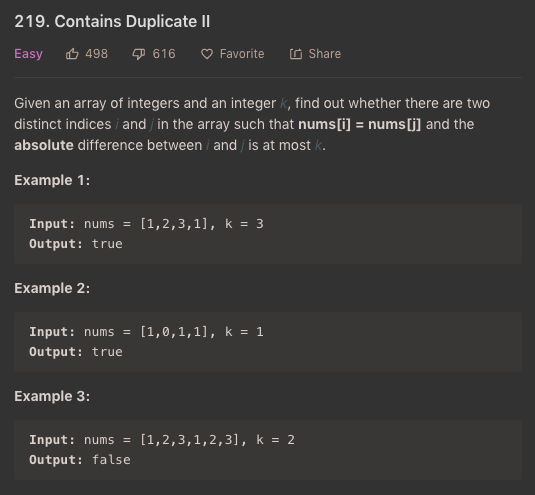 219. Contains Duplicate II
Easy 498 616 Favorite Share
Given an array of integers and an integer k, find out whether there are two
distinct indices i and j in the array such that nums[i] = nums[j] and the
absolute difference between i and j is at most k.
Example 1:
Input: nums = [1,2,3,1], k = 3
Output: true
Example 2:
Input: nums = [1,0,1,1], k = 1
Output: true
Example 3:
Input: nums = [1,2,3,1,2,3], k = 2
Output: false